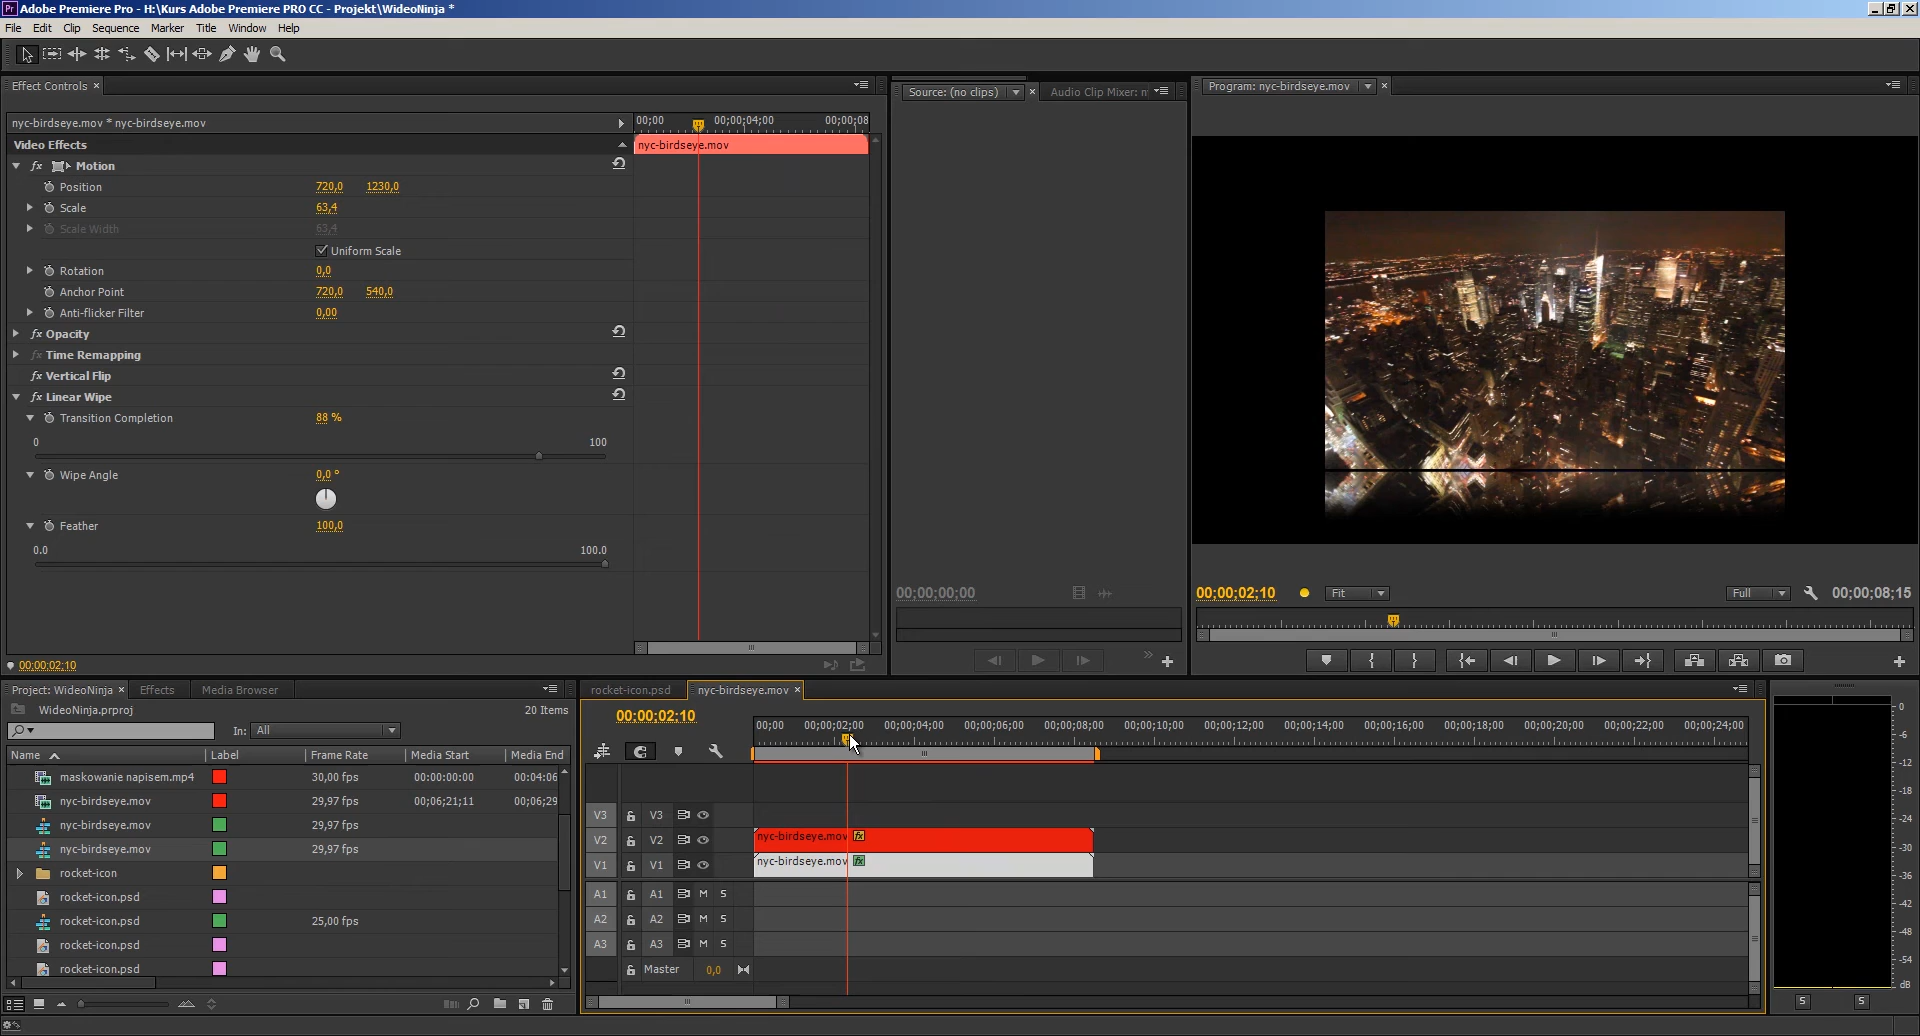 Pr Adobe Premiere Pro - H:\Kurs Adobe Premiere PRO CC - Projekt\WideoNinja *
File Edit Clip Sequence Marker Title Window Help
Effect Controls ×
Source: (no clips) ×
Program: nyc-birdseye.mov ×
nyc-birdseye.mov * nyc-birdseye.mov
00;00 00;00;04;00 00;00;08
Video Effects
nyc-birdseye.mov
fx Motion
Position 720,0 1230,0
Scale 63,4
Scale Width 63,4
Uniform Scale
Rotation 0,0
Anchor Point 720,0 540,0
Anti-flicker Filter 0,00
fx Opacity
fx Time Remapping
fx Vertical Flip
fx Linear Wipe
Transition Completion 88 %
0 100
Wipe Angle 0,0 °
Feather 100,0
0.0 100.0
00;00;02;10
00;00;00;00
00;00;02;10 Fit Full 00;00;08;15
Project: WideoNinja × Effects Media Browser
WideoNinja.prproj 20 Items
In: All
Name Label Frame Rate Media Start Media End
maskowanie napisem.mp4 30,00 fps 00:00:00:00 00:04:06
nyc-birdseye.mov 29,97 fps 00;06;21;11 00;06;29
nyc-birdseye.mov 29,97 fps
nyc-birdseye.mov 29,97 fps
rocket-icon
rocket-icon.psd
rocket-icon.psd 25,00 fps
rocket-icon.psd
rocket-icon.psd
rocket-icon.psd nyc-birdseye.mov ×
00;00;02;10
00;00 00;00;02;00 00;00;04;00 00;00;06;00 00;00;08;00 00;00;10;00 00;00;12;00 00;00;14;00 00;00;16;00 00;00;18;00 00;00;20;00 00;00;22;00 00;00;24;00
V3 V3
V2 V2 nyc-birdseye.mov fx
V1 V1 nyc-birdseye.mov fx
A1 A1 M S
A2 A2 M S
A3 A3 M S
Master 0,0
0
-6
-12
-18
-24
-30
-36
-42
-48
-54
dB
S S